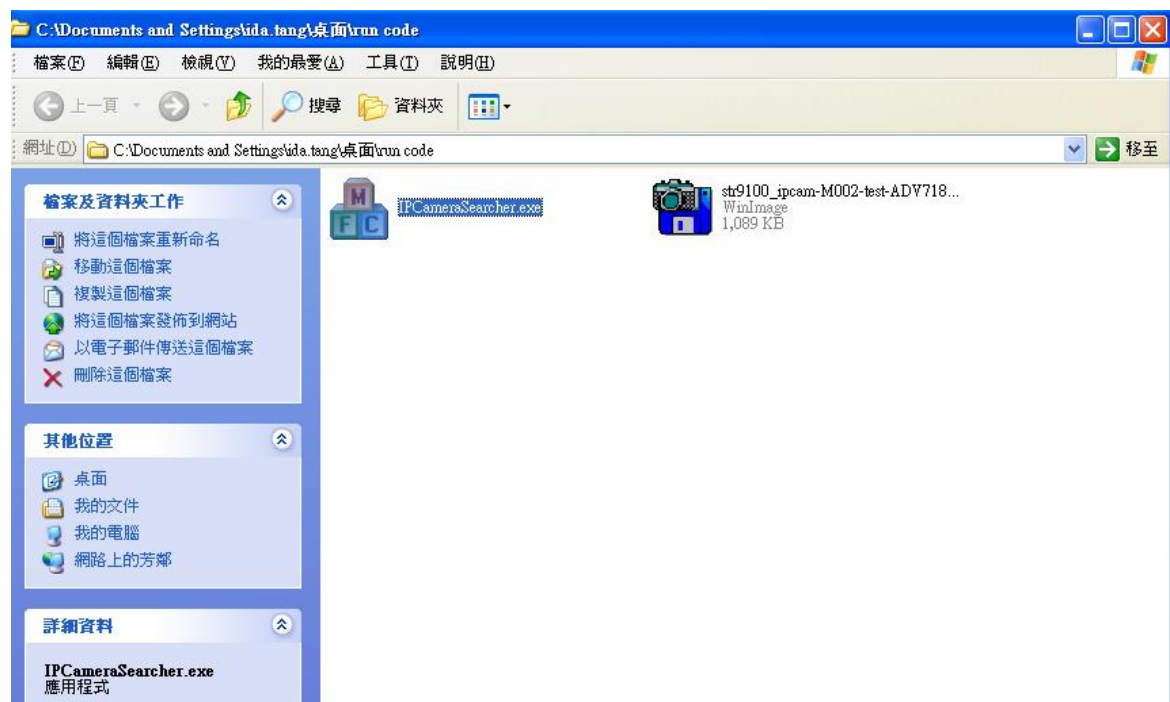 C:\Documents and Settings\ida.tang\桌面\run code
檔案(F) 編輯(E) 檢視(V) 我的最愛(A) 工具(T) 說明(H)
上一頁 搜尋 資料夾
網址(D) C:\Documents and Settings\ida.tang\桌面\run code 移至
檔案及資料夾工作
將這個檔案重新命名
移動這個檔案
複製這個檔案
將這個檔案發佈到網站
以電子郵件傳送這個檔案
刪除這個檔案
其他位置
桌面
我的文件
我的電腦
網路上的芳鄰
詳細資料
IPCameraSearcher.exe
應用程式
M
F C
IPCameraSearcher.exe
str9100_ipcam-M002-test-ADV718...
WinImage
1,089 KB